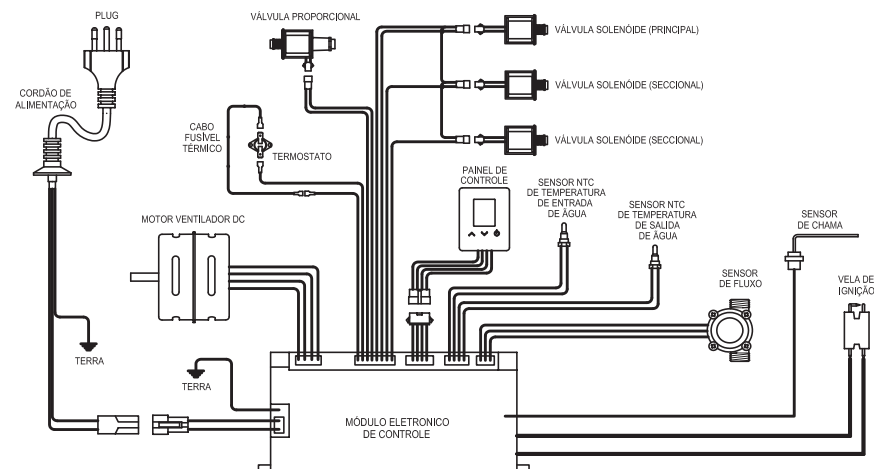 PLUG
VÁLVULA PROPORCIONAL
VÁLVULA SOLENÓIDE (PRINCIPAL)
CORDÃO DE
ALIMENTAÇÃO
VÁLVULA SOLENÓIDE (SECCIONAL)
CABO
FUSÍVEL
TÉRMICO
TERMOSTATO
VÁLVULA SOLENÓIDE (SECCIONAL)
PAINEL DE
CONTROLE
SENSOR NTC
DE TEMPERATURA
DE ENTRADA
DE ÁGUA
SENSOR NTC
DE TEMPERATURA
DE SALIDA
DE ÁGUA
SENSOR
DE CHAMA
MOTOR VENTILADOR DC
SENSOR
DE FLUXO
VELA DE
IGNIÇÃO
TERRA
TERRA
MÓDULO ELETRONICO
DE CONTROLE